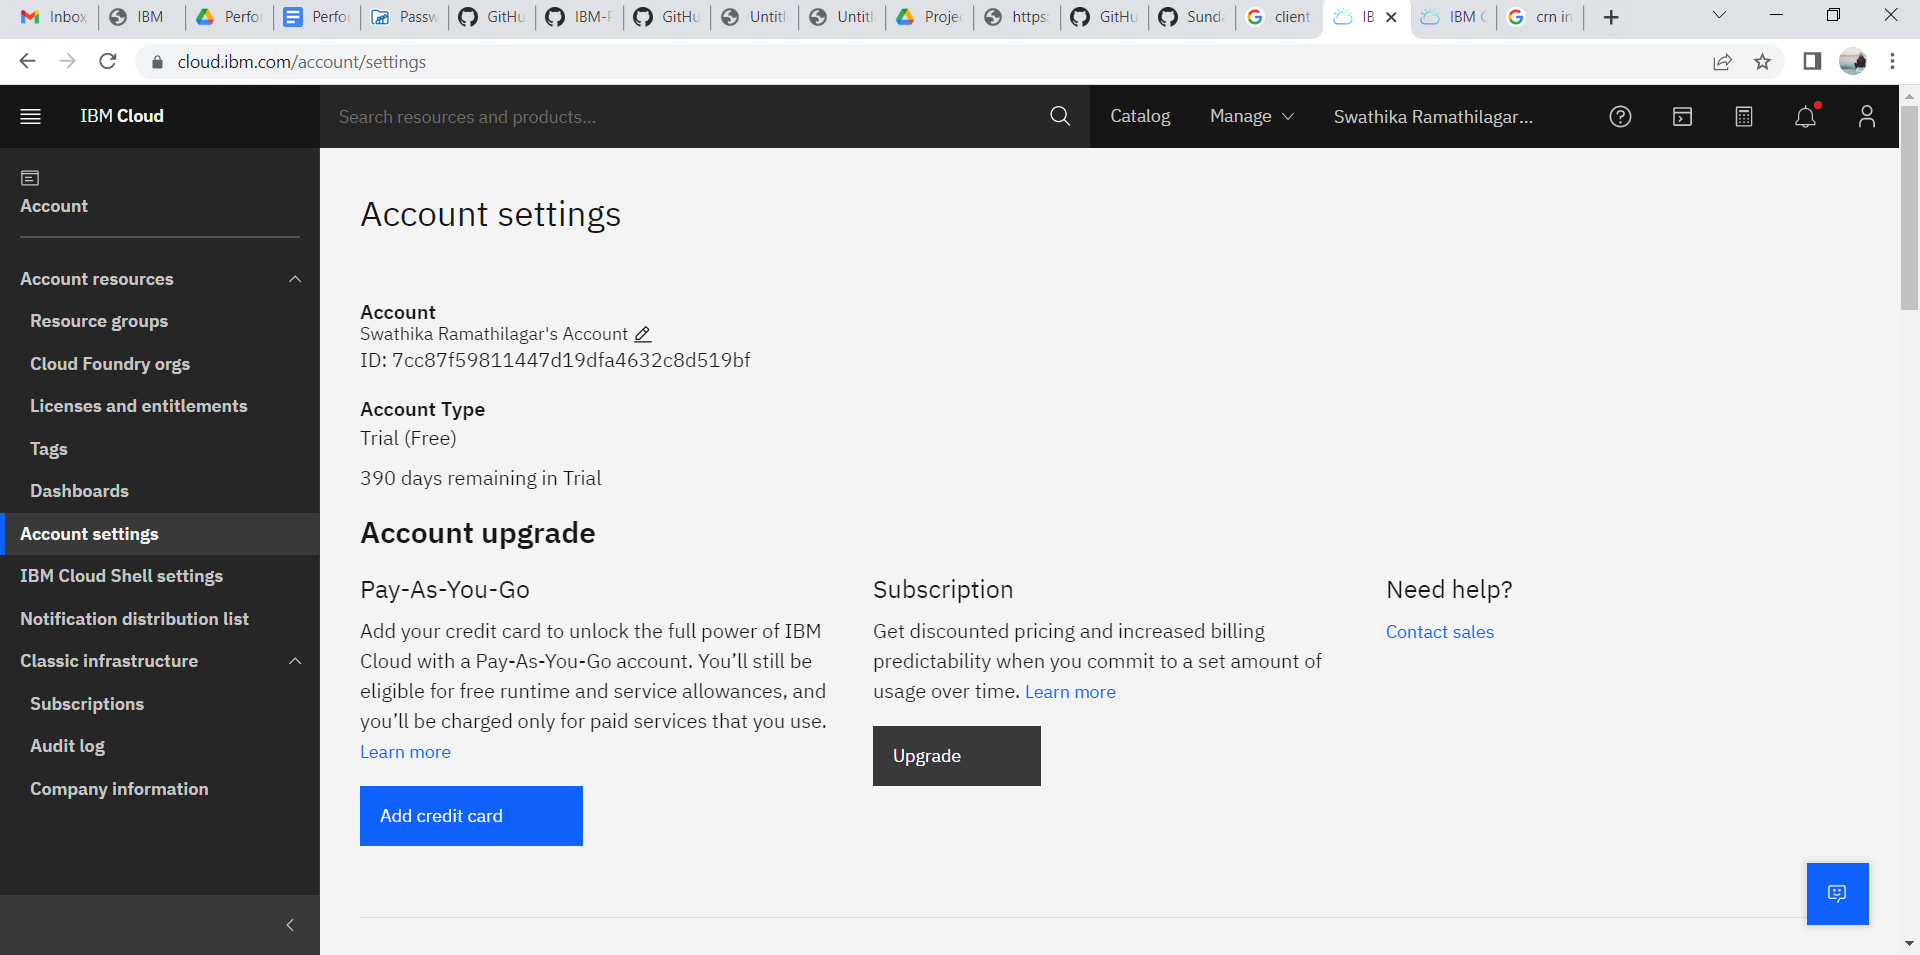 Inbox
IBM
Perfor
Perfor
Passw
GitHu
IBM-P
GitHu
Untitl
Untitl
Projec
https:
GitHu
Sunda
client
IB
IBM C
crn in
cloud.ibm.com/account/settings
IBM Cloud
Search resources and products...
Catalog
Manage
Swathika Ramathilagar...
Account
Account resources
Resource groups
Cloud Foundry orgs
Licenses and entitlements
Tags
Dashboards
Account settings
IBM Cloud Shell settings
Notification distribution list
Classic infrastructure
Subscriptions
Audit log
Company information
Account settings
Account
Swathika Ramathilagar's Account
ID: 7cc87f59811447d19dfa4632c8d519bf
Account Type
Trial (Free)
390 days remaining in Trial
Account upgrade
Pay-As-You-Go
Add your credit card to unlock the full power of IBM
Cloud with a Pay-As-You-Go account. You’ll still be
eligible for free runtime and service allowances, and
you’ll be charged only for paid services that you use.
Learn more
Add credit card
Subscription
Get discounted pricing and increased billing
predictability when you commit to a set amount of
usage over time. Learn more
Upgrade
Need help?
Contact sales